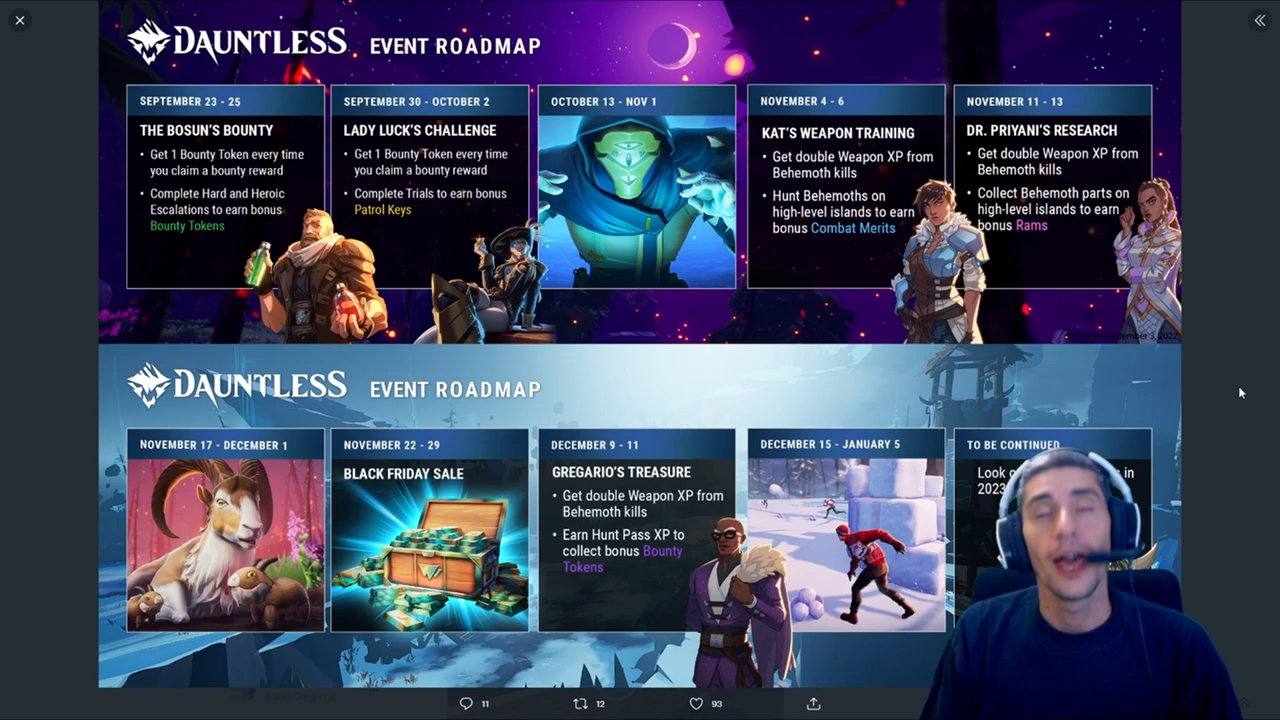 DAUNTLESS EVENT ROADMAP
SEPTEMBER 23 - 25
THE BOSUN'S BOUNTY
• Get 1 Bounty Token every time
you claim a bounty reward
• Complete Hard and Heroic
Escalations to earn bonus
Bounty Tokens
SEPTEMBER 30 - OCTOBER 2
LADY LUCK'S CHALLENGE
• Get 1 Bounty Token every time
you claim a bounty reward
• Complete Trials to earn bonus
Patrol Keys
OCTOBER 13 - NOV 1
NOVEMBER 4 - 6
KAT'S WEAPON TRAINING
• Get double Weapon XP from
Behemoth kills
• Hunt Behemoths on
high-level islands to earn
bonus Combat Merits
NOVEMBER 11 - 13
DR. PRIYANI'S RESEARCH
• Get double Weapon XP from
Behemoth kills
• Collect Behemoth parts on
high-level islands to earn
bonus Rams
DAUNTLESS EVENT ROADMAP
NOVEMBER 17 - DECEMBER 1
NOVEMBER 22 - 29
BLACK FRIDAY SALE
DECEMBER 9 - 11
GREGARIO'S TREASURE
• Get double Weapon XP from
Behemoth kills
• Earn Hunt Pass XP to
collect bonus Bounty
Tokens
DECEMBER 15 - JANUARY 5
TO BE CONTINUED
Look in
2023
11 12 93